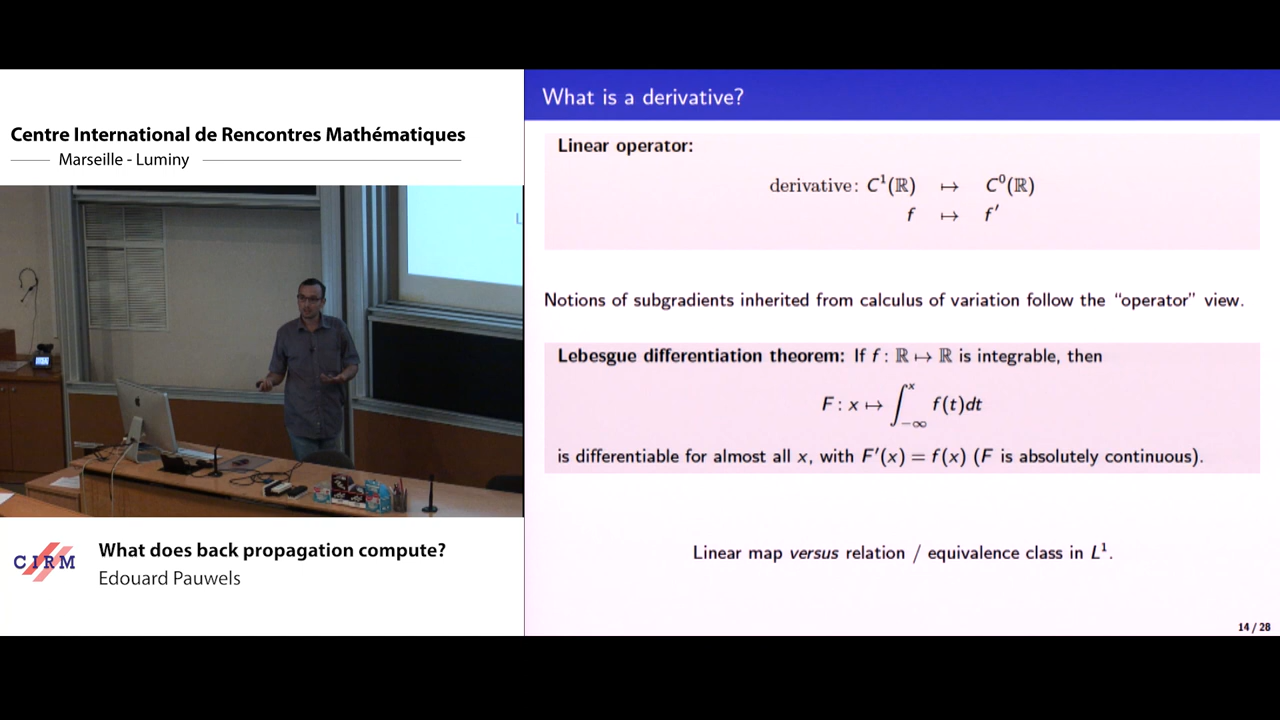 Centre International de Rencontres Mathématiques
Marseille - Luminy
CIRM
What does back propagation compute?
Edouard Pauwels
What is a derivative?
Linear operator:
derivative: C¹(ℝ) ↦ C⁰(ℝ)
f ↦ f′
Notions of subgradients inherited from calculus of variation follow the “operator” view.
Lebesgue differentiation theorem: If f : ℝ ↦ ℝ is integrable, then
F : x ↦ ∫_{−∞}^{x} f(t)dt
is differentiable for almost all x, with F′(x) = f(x) (F is absolutely continuous).
Linear map versus relation / equivalence class in L¹.
14 / 28